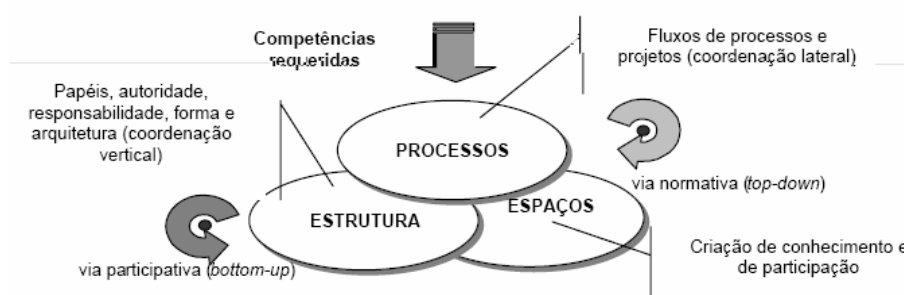 Competências
requeridas
Fluxos de processos e
projetos (coordenação lateral)
Papéis, autoridade,
responsabilidade, forma e
arquitetura (coordenação
vertical)
PROCESSOS
via normativa (top-down)
ESTRUTURA
ESPAÇOS
via participativa (bottom-up)
Criação de conhecimento e
de participação